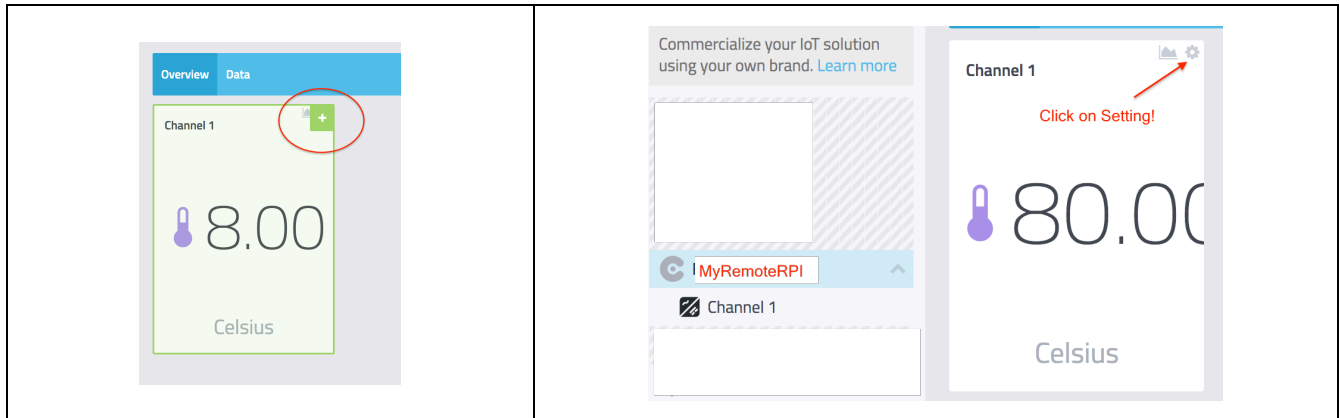 Overview Data
Channel 1
+
8.00
Celsius
Commercialize your IoT solution
using your own brand. Learn more
MyRemoteRPI
Channel 1
Channel 1
Click on Setting!
80.00
Celsius